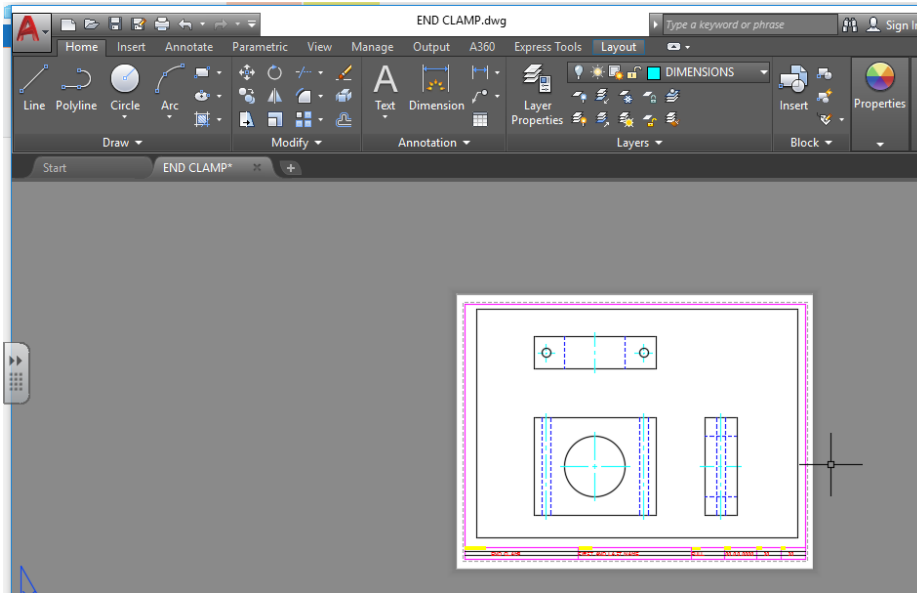 END CLAMP.dwg
Type a keyword or phrase
Sign In
Home Insert Annotate Parametric View Manage Output A360 Express Tools Layout
DIMENSIONS
Line Polyline Circle Arc Text Dimension Layer Properties Insert Properties
Draw Modify Annotation Layers Block
Start END CLAMP*
END CLAMP